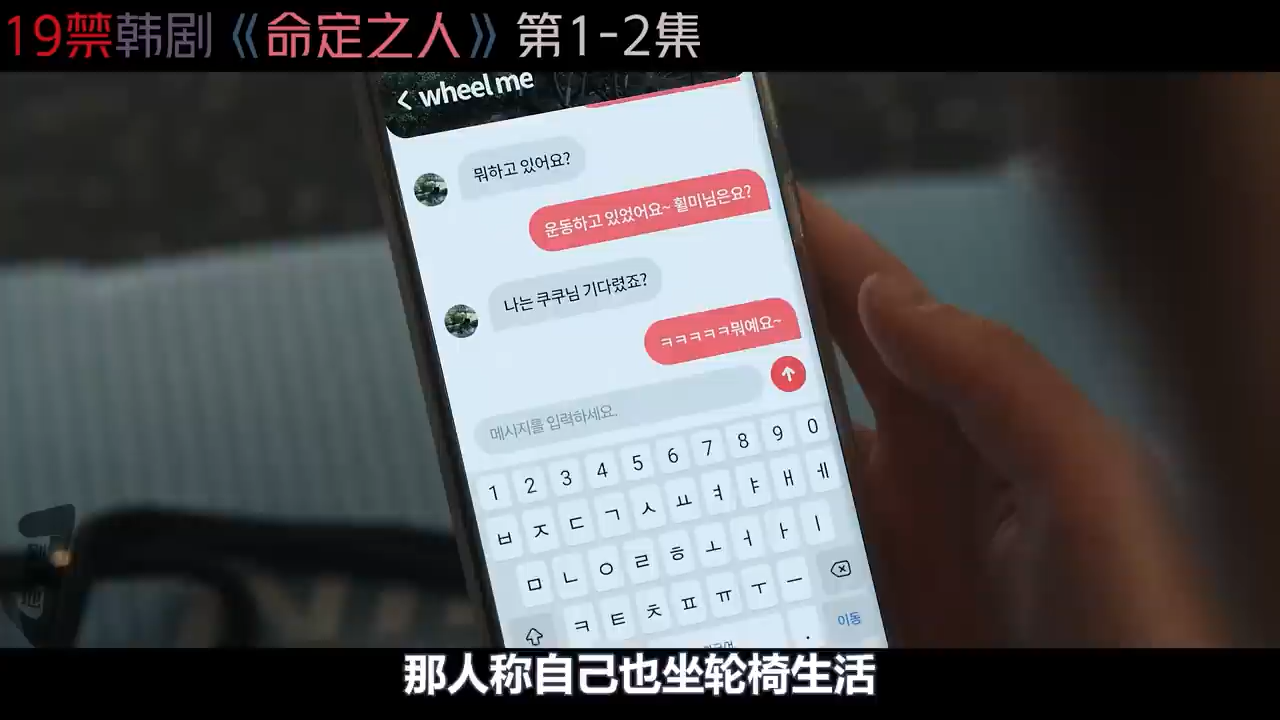 19禁韩剧《命定之人》第1-2集
< wheel me
뭐하고 있어요?
운동하고 있었어요~ 휠미님은요?
나는 쿠쿠님 기다렸죠?
ㅋㅋㅋㅋㅋ뭐예요~
메시지를 입력하세요.
1 2 3 4 5 6 7 8 9 0
ㅂ ㅈ ㄷ ㄱ ㅅ ㅛ ㅕ ㅑ ㅐ ㅔ
ㅁ ㄴ ㅇ ㄹ ㅎ ㅗ ㅓ ㅏ ㅣ
ㅋ ㅌ ㅊ ㅍ ㅠ ㅜ ㅡ
. 이동
那人称自己也坐轮椅生活